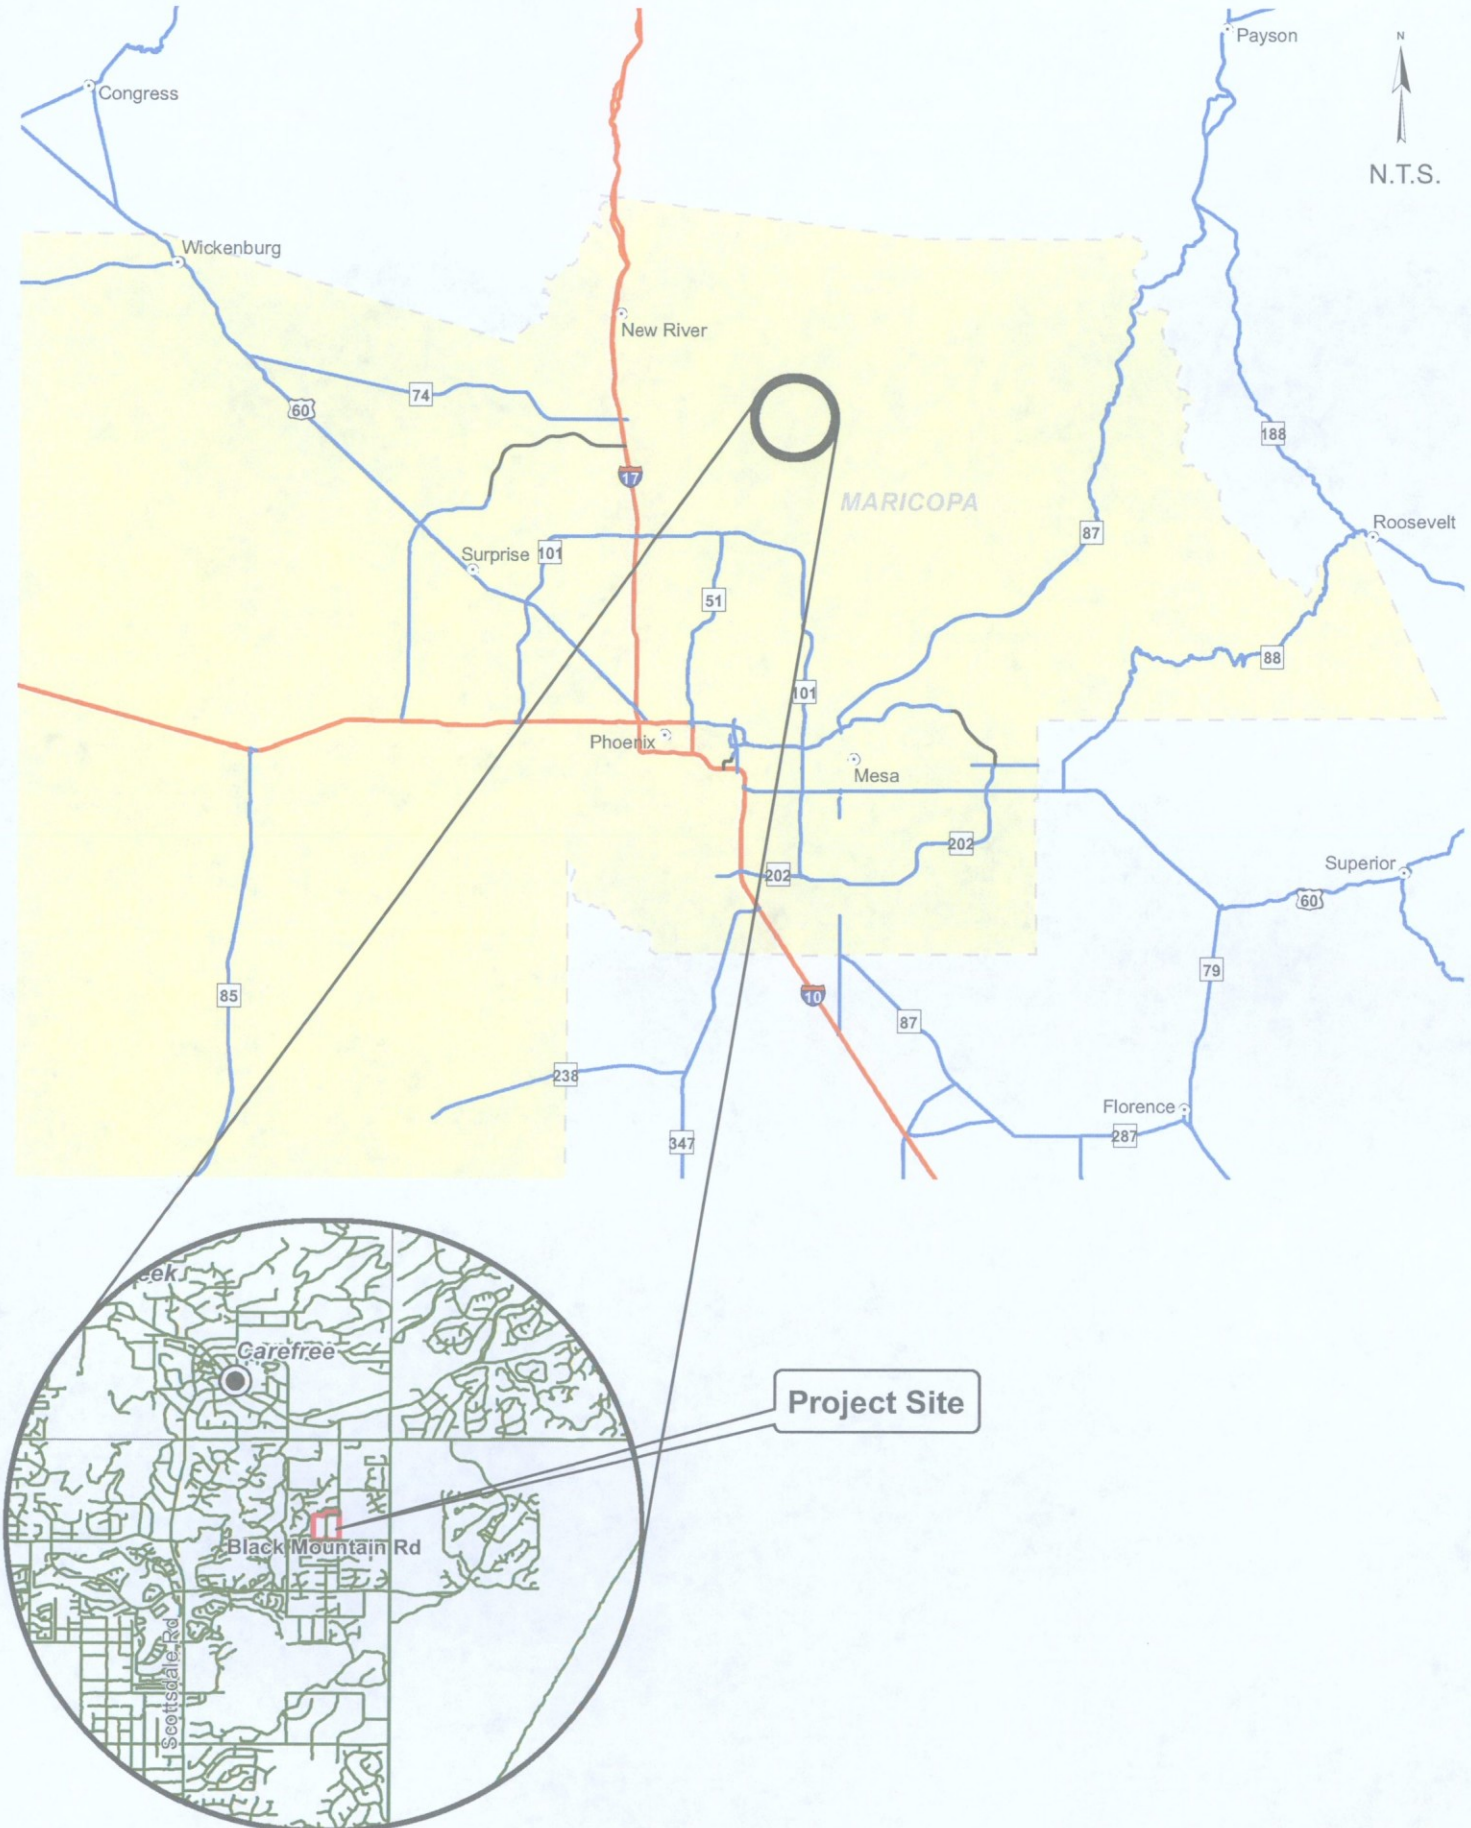 Payson
N
Congress
N.T.S.
Wickenburg
New River
74
60
188
17
MARICOPA
Roosevelt
87
Surprise
101
51
88
101
Phoenix
Mesa
202
Superior
202
60
79
85
10
87
238
Florence
287
347
eek
Carefree
Project Site
Black Mountain Rd
Scottsdale Rd